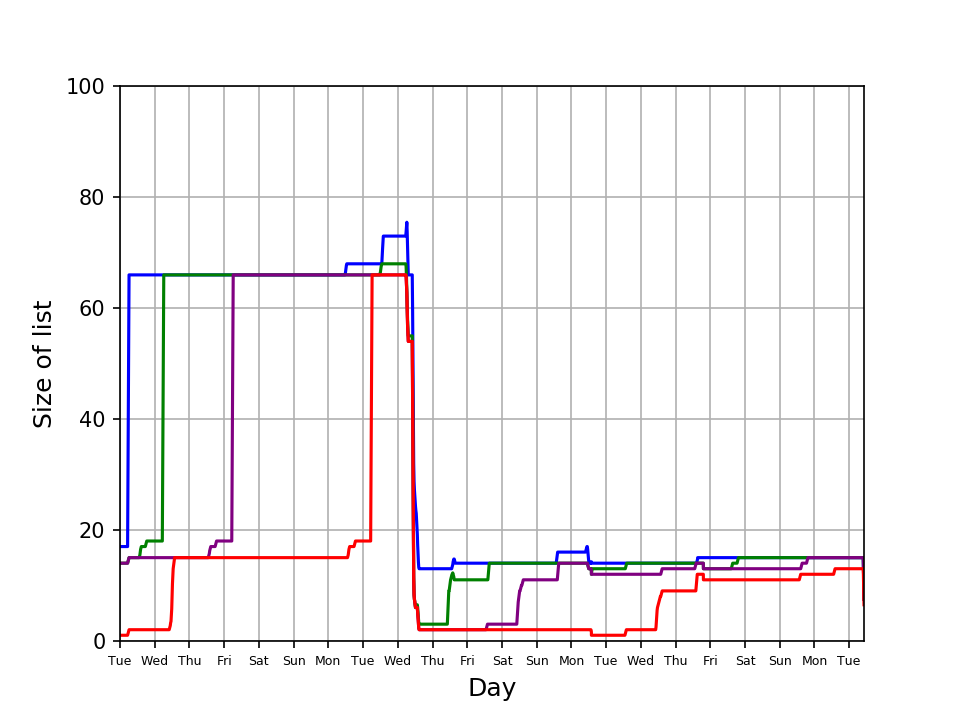 100
80
60
40
20
0
Size of list
Tue Wed Thu Fri Sat Sun Mon Tue Wed Thu Fri Sat Sun Mon Tue Wed Thu Fri Sat Sun Mon Tue
Day